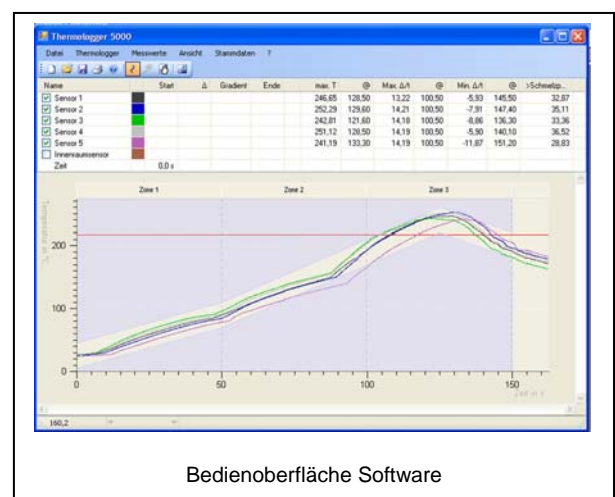 Thermologger 5000
Datei Thermologger Messwerte Ansicht Stammdaten ?
Name Start Δ Gradient Ende max. T @ Max. Δ/t @ Min. Δ/t @ >Schmelzp...
Sensor 1 246,65 128,50 13,22 100,50 -5,93 145,50 32,87
Sensor 2 252,29 129,60 14,21 100,50 -7,91 147,40 35,11
Sensor 3 242,81 121,60 14,18 100,50 -8,86 136,30 33,36
Sensor 4 251,12 128,50 14,19 100,50 -5,90 140,10 36,52
Sensor 5 241,19 133,30 14,19 100,50 -11,87 151,20 28,83
Innenraumsensor
Zeit 0,0 s
Zone 1 Zone 2 Zone 3
Temperatur in °C
200
100
0
0 50 100 150
Zeit in s
160,2
Bedienoberfläche Software